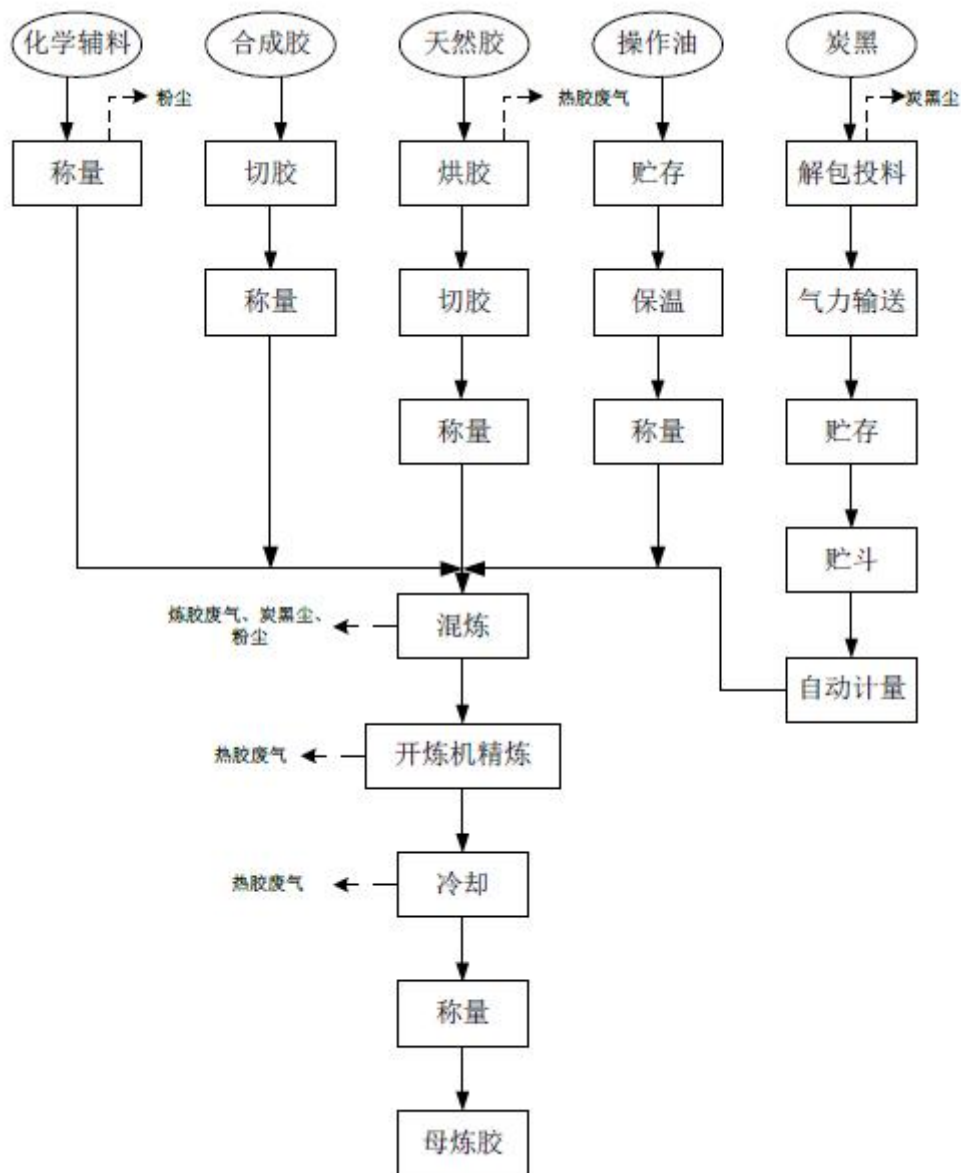 化学辅料
合成胶
天然胶
操作油
炭黑
粉尘
热胶废气
炭黑尘
称量
切胶
烘胶
贮存
解包投料
称量
切胶
保温
气力输送
称量
称量
贮存
贮斗
炼胶废气、炭黑尘、
粉尘
混炼
自动计量
热胶废气
开炼机精炼
热胶废气
冷却
称量
母炼胶